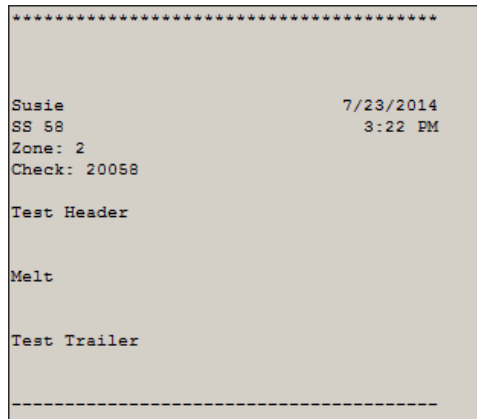 ****************************************
Susie 7/23/2014
SS 58 3:22 PM
Zone: 2
Check: 20058
Test Header
Melt
Test Trailer
----------------------------------------